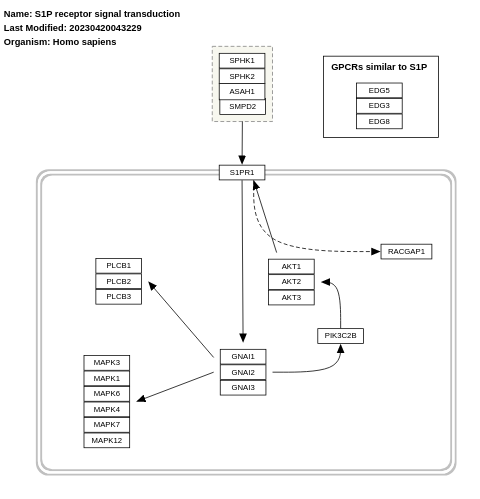 Name: S1P receptor signal transduction
Last Modified: 20230420043229
Organism: Homo sapiens
SPHK1
SPHK2
ASAH1
SMPD2
GPCRs similar to S1P
EDG5
EDG3
EDG8
S1PR1
RACGAP1
PLCB1
PLCB2
PLCB3
AKT1
AKT2
AKT3
PIK3C2B
GNAI1
GNAI2
GNAI3
MAPK3
MAPK1
MAPK6
MAPK4
MAPK7
MAPK12